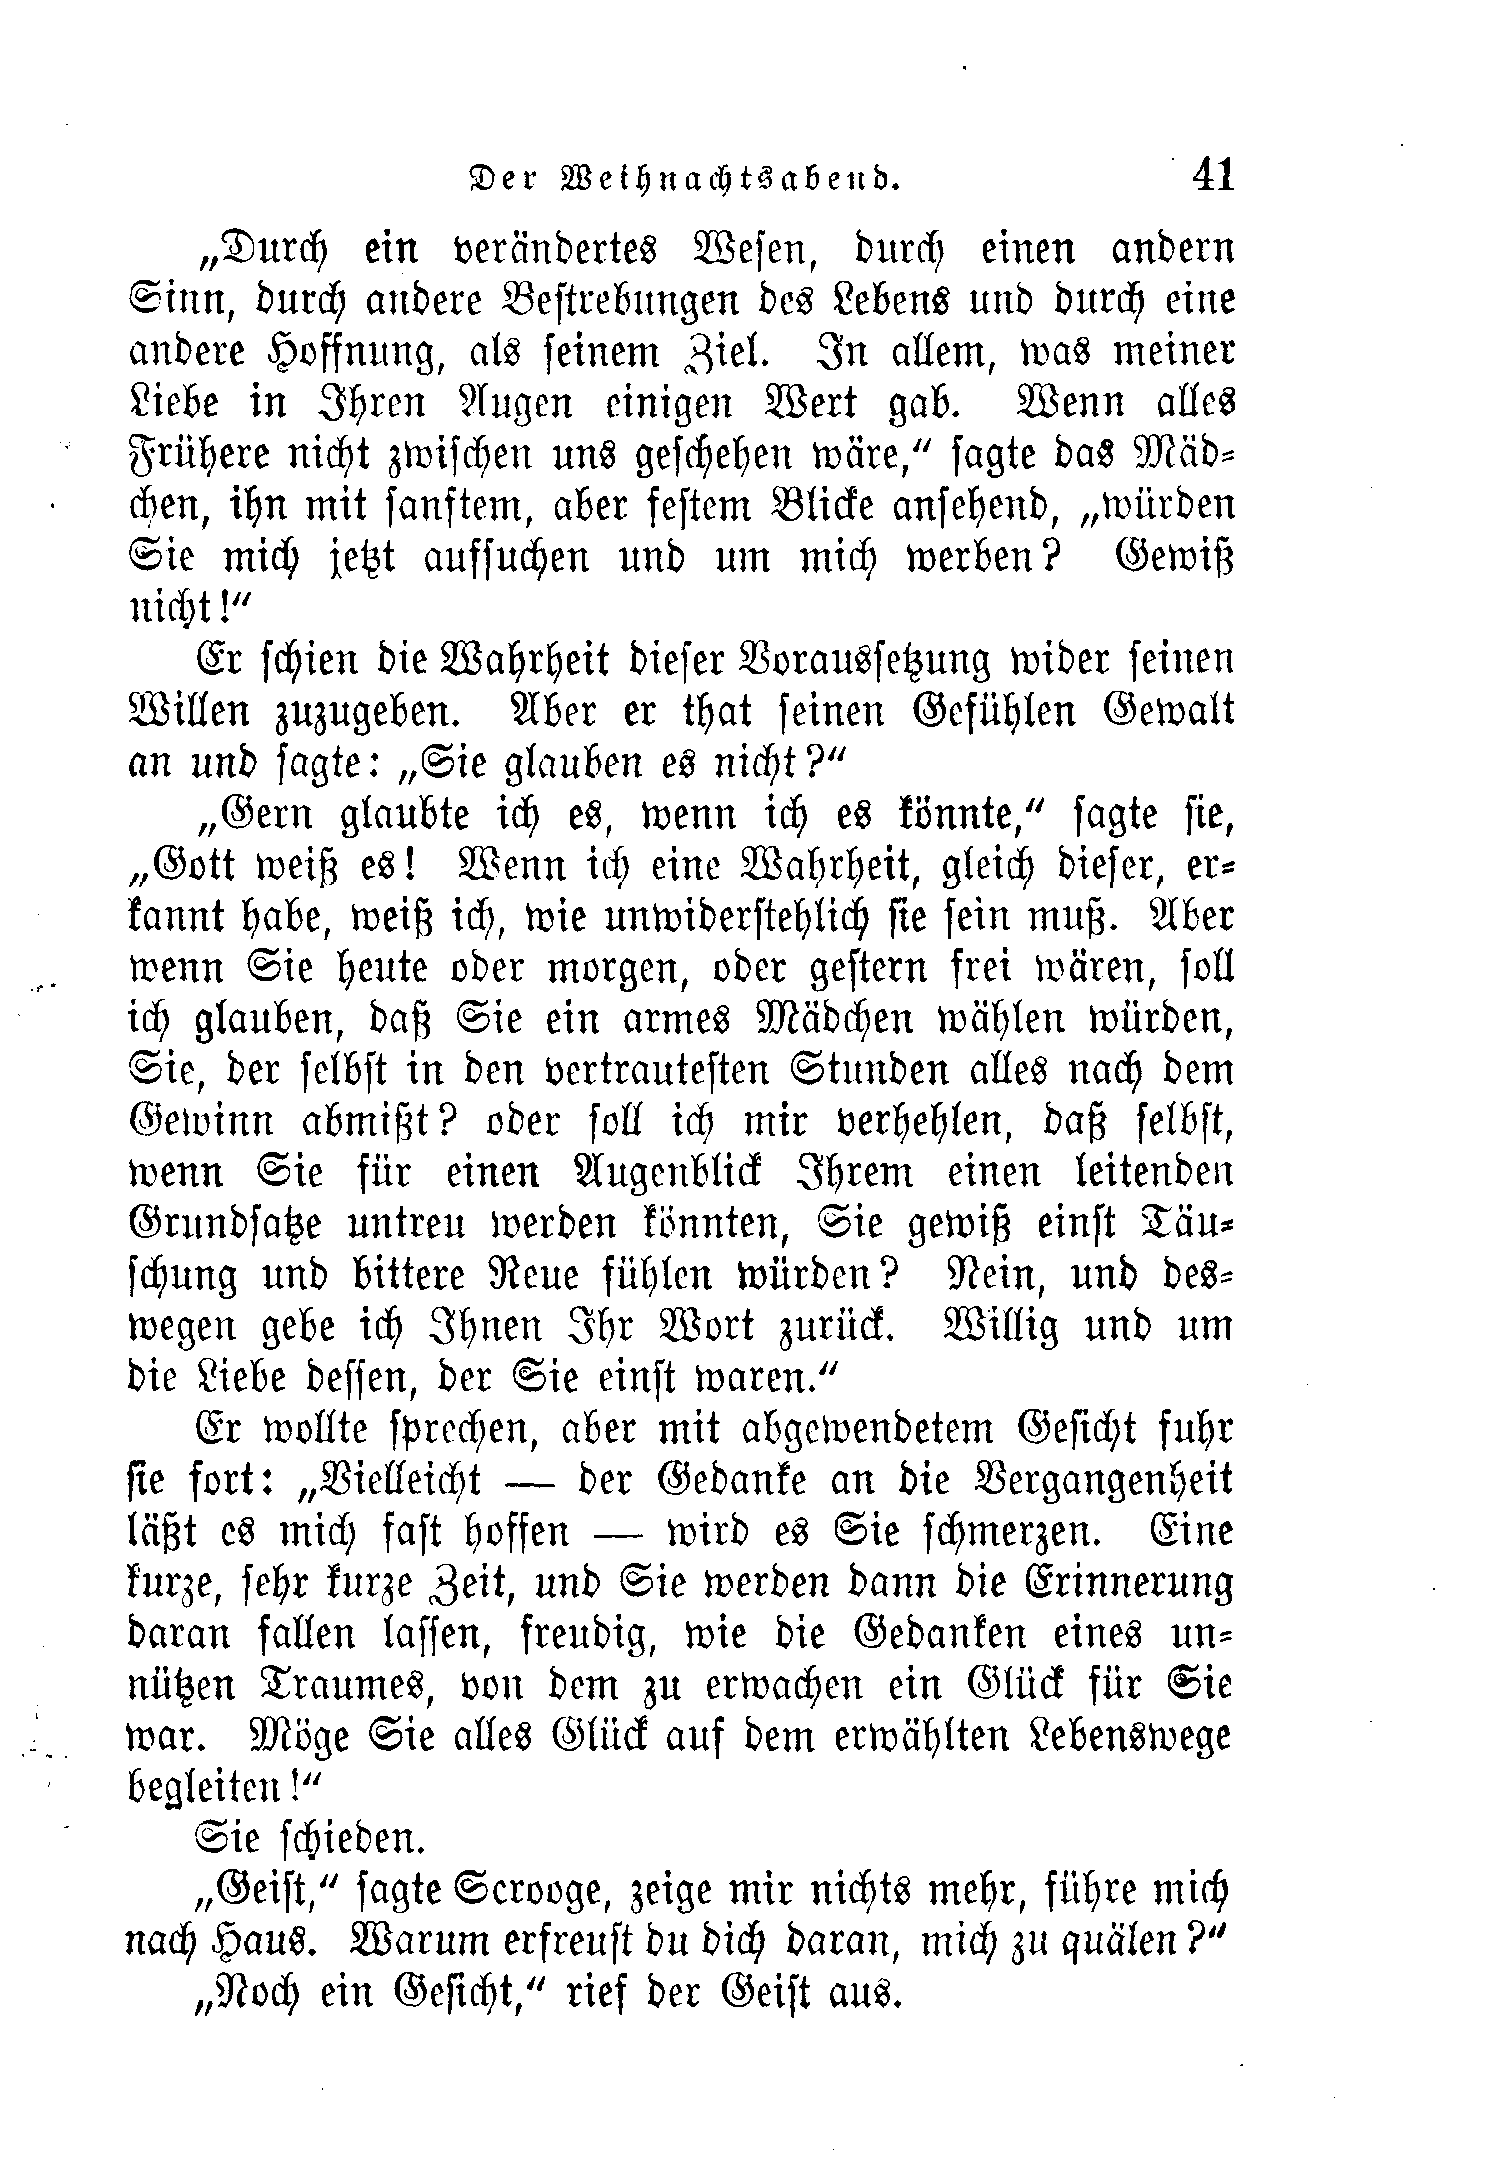 Der Weihnachtsabend. 41
„Durch ein verändertes Weſen, durch einen andern
Sinn, durch andere Beſtrebungen des Lebens und durch eine
andere Hoffnung, als ſeinem Ziel. In allem, was meiner
Liebe in Ihren Augen einigen Wert gab. Wenn alles
Frühere nicht zwiſchen uns geſchehen wäre,“ ſagte das Mäd⸗
chen, ihn mit ſanftem, aber feſtem Blicke anſehend, „würden
Sie mich jetzt aufſuchen und um mich werben? Gewiß
nicht!“
Er ſchien die Wahrheit dieſer Vorausſetzung wider ſeinen
Willen zuzugeben. Aber er that ſeinen Gefühlen Gewalt
an und ſagte: „Sie glauben es nicht?“
„Gern glaubte ich es, wenn ich es könnte,“ ſagte ſie,
„Gott weiß es! Wenn ich eine Wahrheit, gleich dieſer, er⸗
kannt habe, weiß ich, wie unwiderſtehlich ſie ſein muß. Aber
wenn Sie heute oder morgen, oder geſtern frei wären, ſoll
ich glauben, daß Sie ein armes Mädchen wählen würden,
Sie, der ſelbſt in den vertrauteſten Stunden alles nach dem
Gewinn abmißt? oder ſoll ich mir verhehlen, daß ſelbſt,
wenn Sie für einen Augenblick Ihrem einen leitenden
Grundſatze untreu werden könnten, Sie gewiß einſt Täu⸗
ſchung und bittere Reue fühlen würden? Nein, und des⸗
wegen gebe ich Ihnen Ihr Wort zurück. Willig und um
die Liebe deſſen, der Sie einſt waren.“
Er wollte ſprechen, aber mit abgewendetem Geſicht fuhr
ſie fort: „Vielleicht — der Gedanke an die Vergangenheit
läßt es mich faſt hoffen — wird es Sie ſchmerzen. Eine
kurze, ſehr kurze Zeit, und Sie werden dann die Erinnerung
daran fallen laſſen, freudig, wie die Gedanken eines un⸗
nützen Traumes, von dem zu erwachen ein Glück für Sie
war. Möge Sie alles Glück auf dem erwählten Lebenswege
begleiten!“
Sie ſchieden.
„Geiſt,“ ſagte Scrooge, zeige mir nichts mehr, führe mich
nach Haus. Warum erfreuſt du dich daran, mich zu quälen?“
„Noch ein Geſicht,“ rief der Geiſt aus.